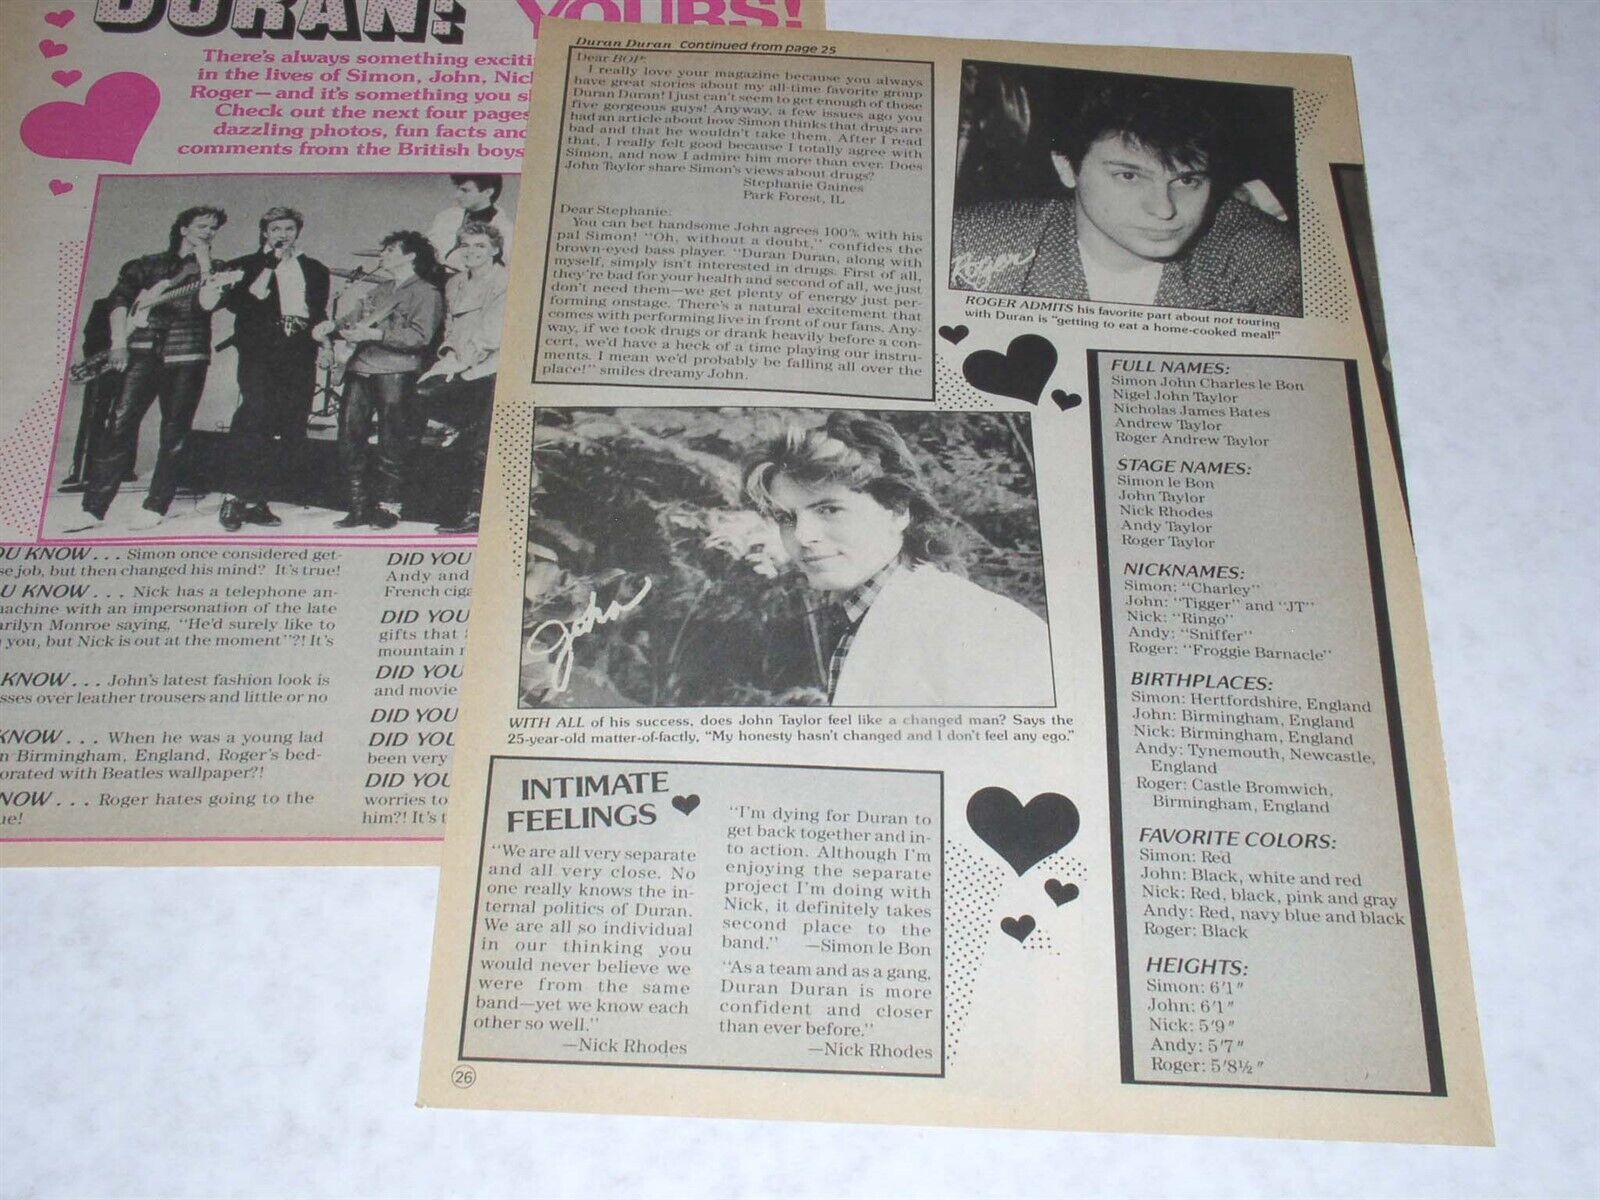 DURAN!
YOURS!
There's always something
in the lives of Simon, John,
Roger—and it's something you
Check out the next four pages
dazzling photos, fun facts and
comments from the British boys
KNOW . . . Simon once considered get-
job, but then changed his mind? It's true!
KNOW . . . Nick has a telephone an-
machine with an impersonation of the late
Marilyn Monroe saying, "He'd surely like to
you, but Nick is out at the moment"?! It's
KNOW . . . John's latest fashion look is
over leather trousers and little or no
KNOW . . . When he was a young lad
Birmingham, England, Roger's bed-
with Beatles wallpaper?!
KNOW . . . Roger hates going to the
DID YOU
Andy and
French
DID YOU
gifts that
mountain
DID YOU
and movie
DID YOU
DID YOU
been very
DID YOU
worries to
him?! It's
Duran Duran Continued from page 25
Dear BOP:
I really love your magazine because you always
have great stories about my all-time favorite group
Duran Duran! I just can't seem to get enough of those
five gorgeous guys! Anyway, a few issues ago you
had an article about how Simon thinks that drugs are
bad and that he wouldn't take them. After I read
that, I really felt good because I totally agree with
Simon, and now I admire him more than ever. Does
John Taylor share Simon's views about drugs?
Stephanie Gaines
Park Forest, IL
Dear Stephanie:
You can bet handsome John agrees 100% with his
pal Simon! "Oh, without a doubt," confides the
brown-eyed bass player. "Duran Duran, along with
myself, simply isn't interested in drugs. First of all,
they're bad for your health and second of all, we just
don't need them—we get plenty of energy just per-
forming onstage. There's a natural excitement that
comes with performing live in front of our fans. Any-
way, if we took drugs or drank heavily before a con-
cert, we'd have a heck of a time playing our instru-
ments. I mean we'd probably be falling all over the
place!" smiles dreamy John.
Roger
ROGER ADMITS his favorite part about not touring
with Duran is "getting to eat a home-cooked meal!"
John
WITH ALL of his success, does John Taylor feel like a changed man? Says the
25-year-old matter-of-factly, "My honesty hasn't changed and I don't feel any ego."
INTIMATE
FEELINGS
"We are all very separate
and all very close. No
one really knows the in-
ternal politics of Duran.
We are all so individual
in our thinking you
would never believe we
were from the same
band—yet we know each
other so well."
—Nick Rhodes
"I'm dying for Duran to
get back together and in-
to action. Although I'm
enjoying the separate
project I'm doing with
Nick, it definitely takes
second place to the
band." —Simon le Bon
"As a team and as a gang,
Duran Duran is more
confident and closer
than ever before."
—Nick Rhodes
FULL NAMES:
Simon John Charles le Bon
Nigel John Taylor
Nicholas James Bates
Andrew Taylor
Roger Andrew Taylor
STAGE NAMES:
Simon le Bon
John Taylor
Nick Rhodes
Andy Taylor
Roger Taylor
NICKNAMES:
Simon: "Charley"
John: "Tigger" and "JT"
Nick: "Ringo"
Andy: "Sniffer"
Roger: "Froggie Barnacle"
BIRTHPLACES:
Simon: Hertfordshire, England
John: Birmingham, England
Nick: Birmingham, England
Andy: Tynemouth, Newcastle,
England
Roger: Castle Bromwich,
Birmingham, England
FAVORITE COLORS:
Simon: Red
John: Black, white and red
Nick: Red, black, pink and gray
Andy: Red, navy blue and black
Roger: Black
HEIGHTS:
Simon: 6'1"
John: 6'1"
Nick: 5'9"
Andy: 5'7"
Roger: 5'8½"
26